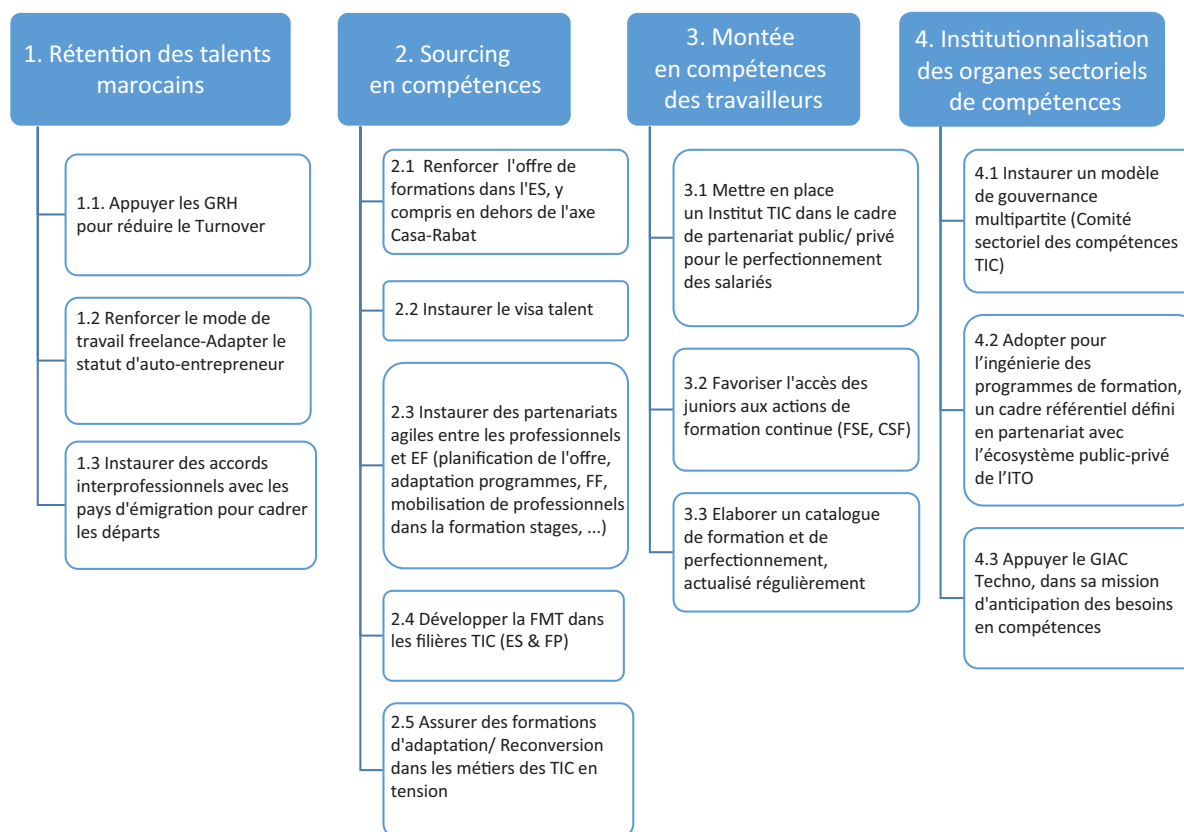 1. Rétention des talents
marocains
1.1. Appuyer les GRH
pour réduire le Turnover
1.2 Renforcer le mode de
travail freelance-Adapter le
statut d'auto-entrepreneur
1.3 Instaurer des accords
interprofessionnels avec les
pays d'émigration pour cadrer
les départs
2. Sourcing
en compétences
2.1 Renforcer l'offre de
formations dans l'ES, y
compris en dehors de l'axe
Casa-Rabat
2.2 Instaurer le visa talent
2.3 Instaurer des partenariats
agiles entre les professionnels
et EF (planification de l'offre,
adaptation programmes, FF,
mobilisation de professionnels
dans la formation stages, ...)
2.4 Développer la FMT dans
les filières TIC (ES & FP)
2.5 Assurer des formations
d'adaptation/ Reconversion
dans les métiers des TIC en
tension
3. Montée
en compétences
des travailleurs
3.1 Mettre en place
un Institut TIC dans le cadre
de partenariat public/ privé
pour le perfectionnement
des salariés
3.2 Favoriser l'accès des
juniors aux actions de
formation continue (FSE, CSF)
3.3 Elaborer un catalogue
de formation et de
perfectionnement,
actualisé régulièrement
4. Institutionnalisation
des organes sectoriels
de compétences
4.1 Instaurer un modèle
de gouvernance
multipartite (Comité
sectoriel des compétences
TIC)
4.2 Adopter pour
l’ingénierie des
programmes de formation,
un cadre référentiel défini
en partenariat avec
l’écosystème public-privé
de l’ITO
4.3 Appuyer le GIAC
Techno, dans sa mission
d'anticipation des besoins
en compétences